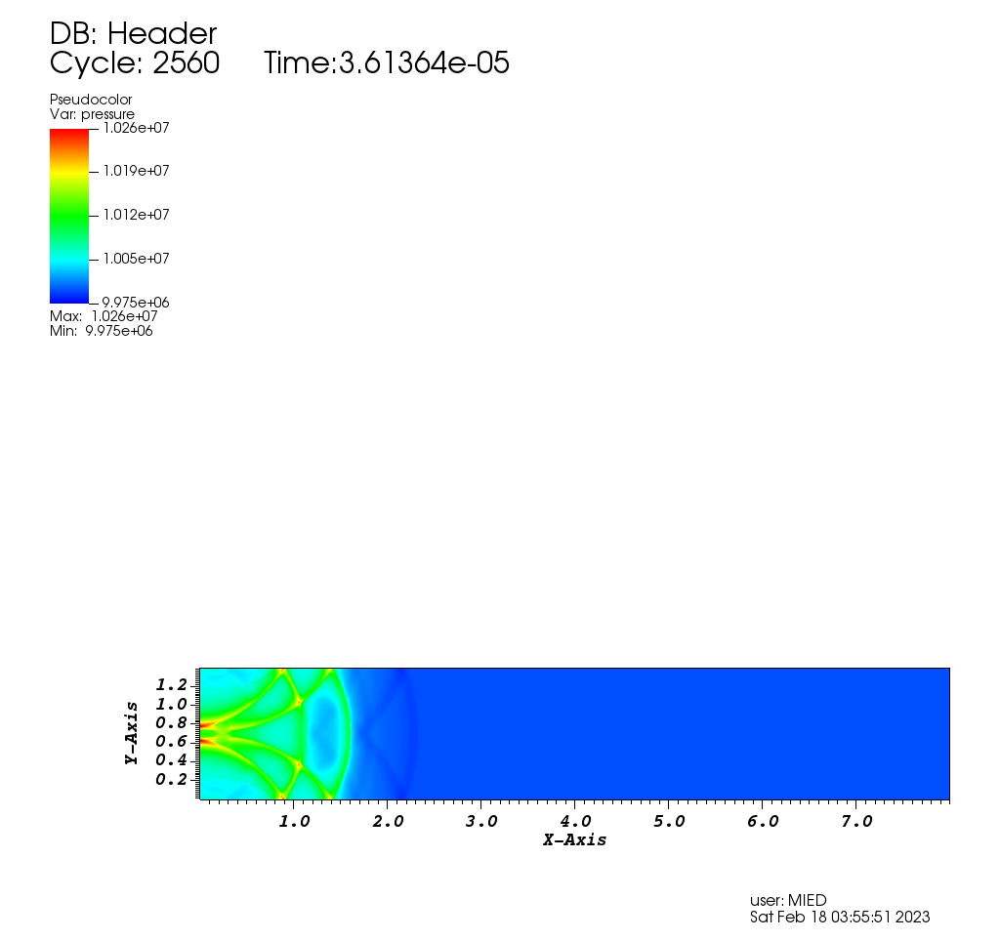 DB: Header
Cycle: 2560 Time:3.61364e-05
Pseudocolor
Var: pressure
1.026e+07
1.019e+07
1.012e+07
1.005e+07
9.975e+06
Max: 1.026e+07
Min: 9.975e+06
1.2
1.0
0.8
0.6
0.4
0.2
Y-Axis
1.0 2.0 3.0 4.0 5.0 6.0 7.0
X-Axis
user: MIED
Sat Feb 18 03:55:51 2023